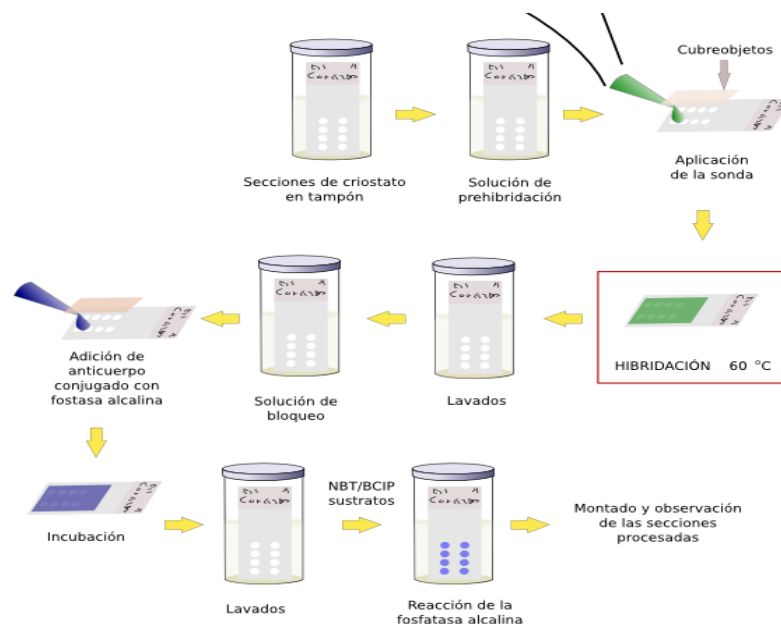 Cubreobjetos
Secciones de criostato
en tampón
Solución de
prehibridación
Aplicación
de la sonda
HIBRIDACIÓN 60 °C
Lavados
Solución de
bloqueo
Adición de
anticuerpo
conjugado con
fostasa alcalina
Incubación
Lavados
NBT/BCIP
sustratos
Reacción de la
fosfatasa alcalina
Montado y observación
de las secciones
procesadas